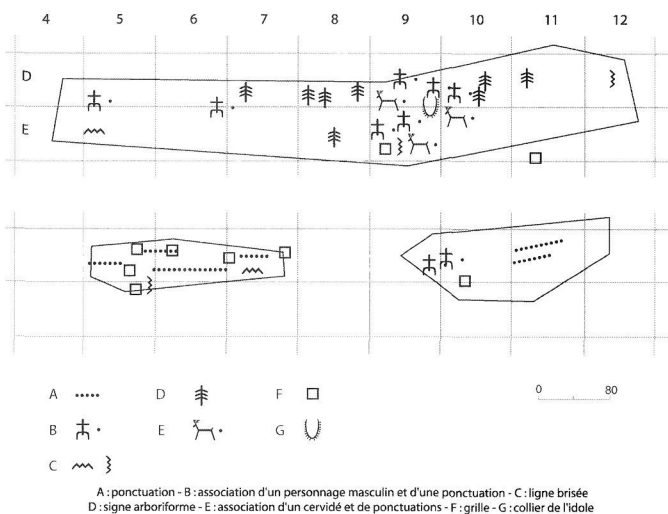 4 5 6 7 8 9 10 11 12
D
E
A D F
B E G
C
0 80
A : ponctuation - B : association d'un personnage masculin et d'une ponctuation - C : ligne brisée
D : signe arboriforme - E : association d'un cervidé et de ponctuations - F : grille - G : collier de l'idole